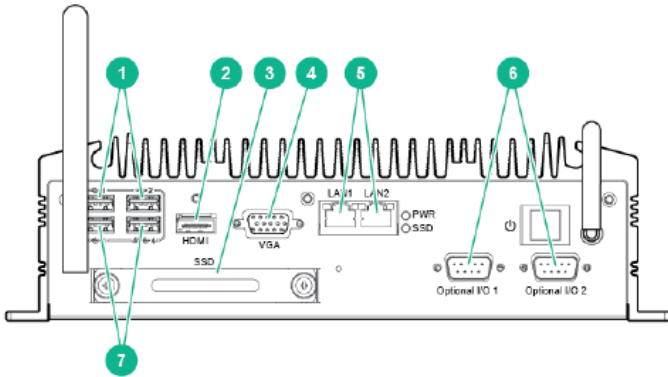 1 2 3 4 5 6
LAN1 LAN2
PWR
SSD
HDMI
VGA
SSD
Optional I/O 1 Optional I/O 2
7